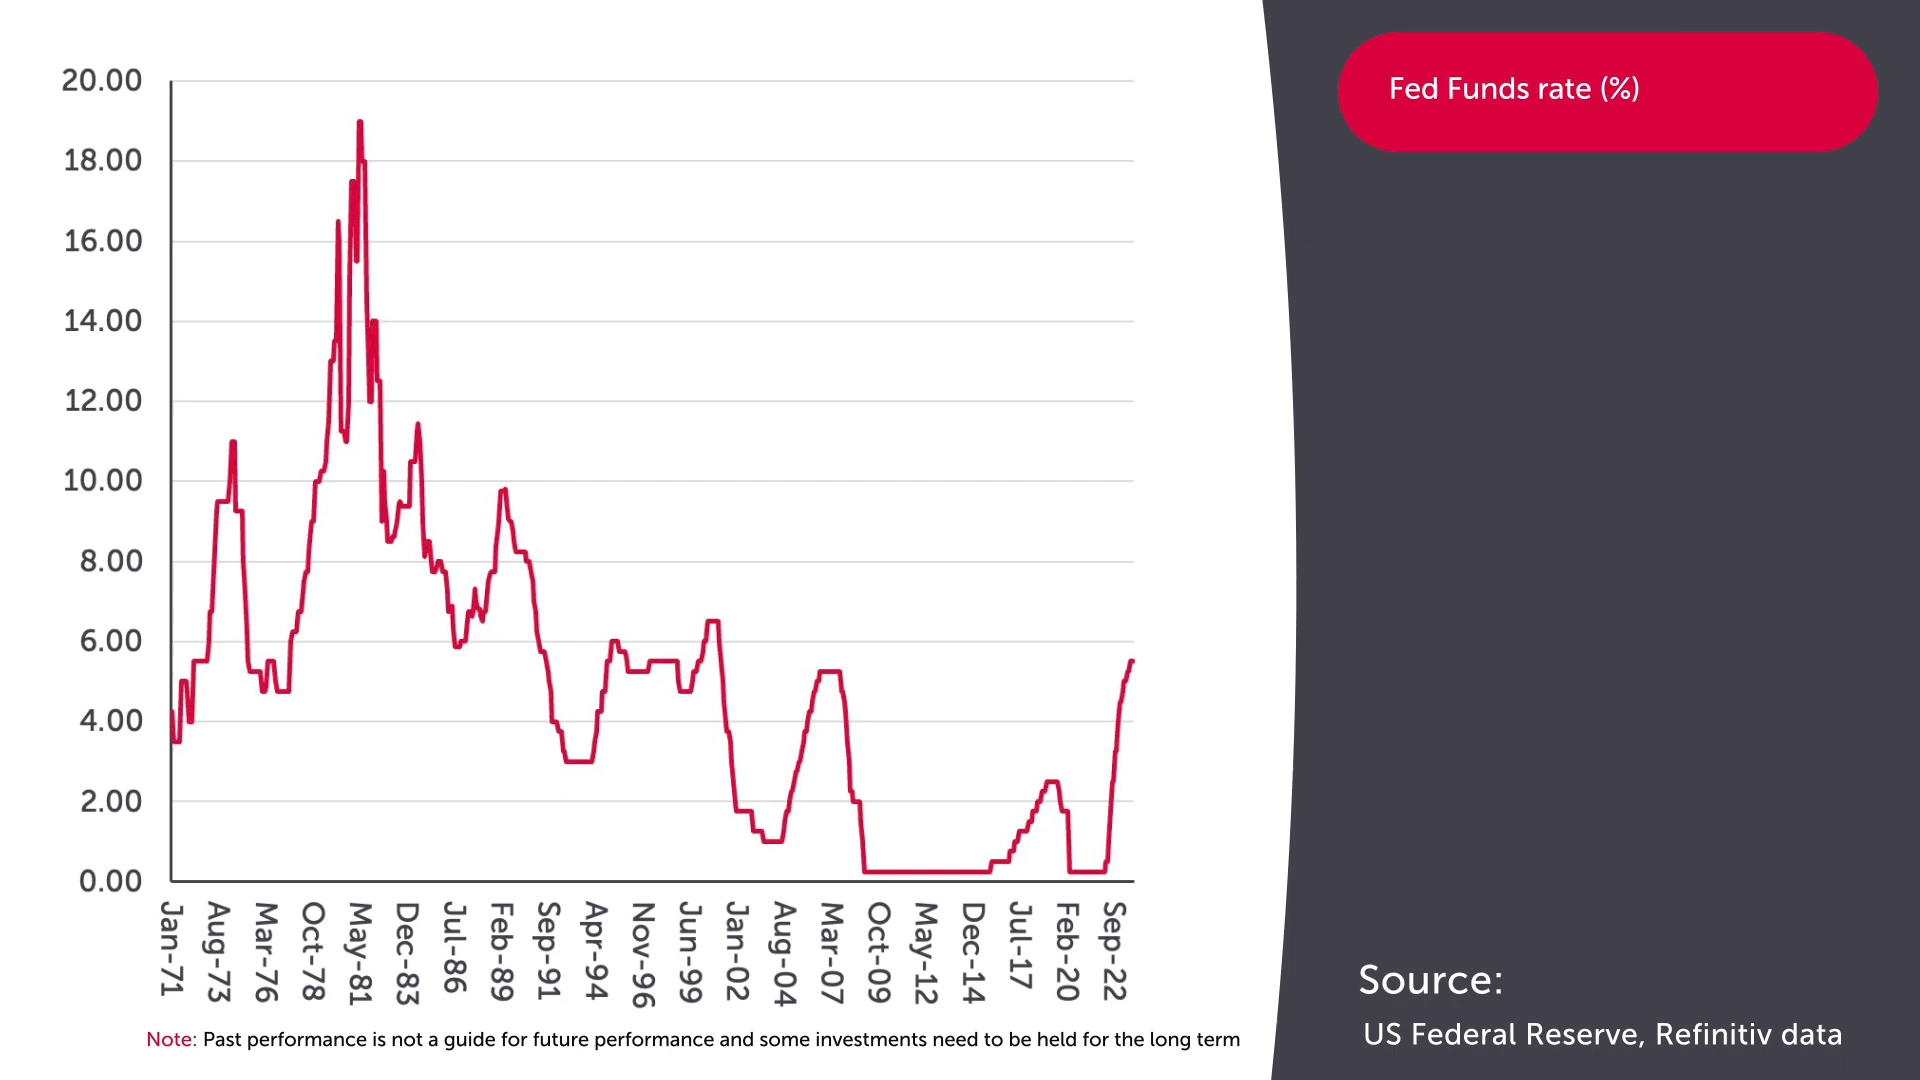 Fed Funds rate (%)
20.00
18.00
16.00
14.00
12.00
10.00
8.00
6.00
4.00
2.00
0.00
Jan-71
Aug-73
Mar-76
Oct-78
May-81
Dec-83
Jul-86
Feb-89
Sep-91
Apr-94
Nov-96
Jun-99
Jan-02
Aug-04
Mar-07
Oct-09
May-12
Dec-14
Jul-17
Feb-20
Sep-22
Note: Past performance is not a guide for future performance and some investments need to be held for the long term
Source:
US Federal Reserve, Refinitiv data